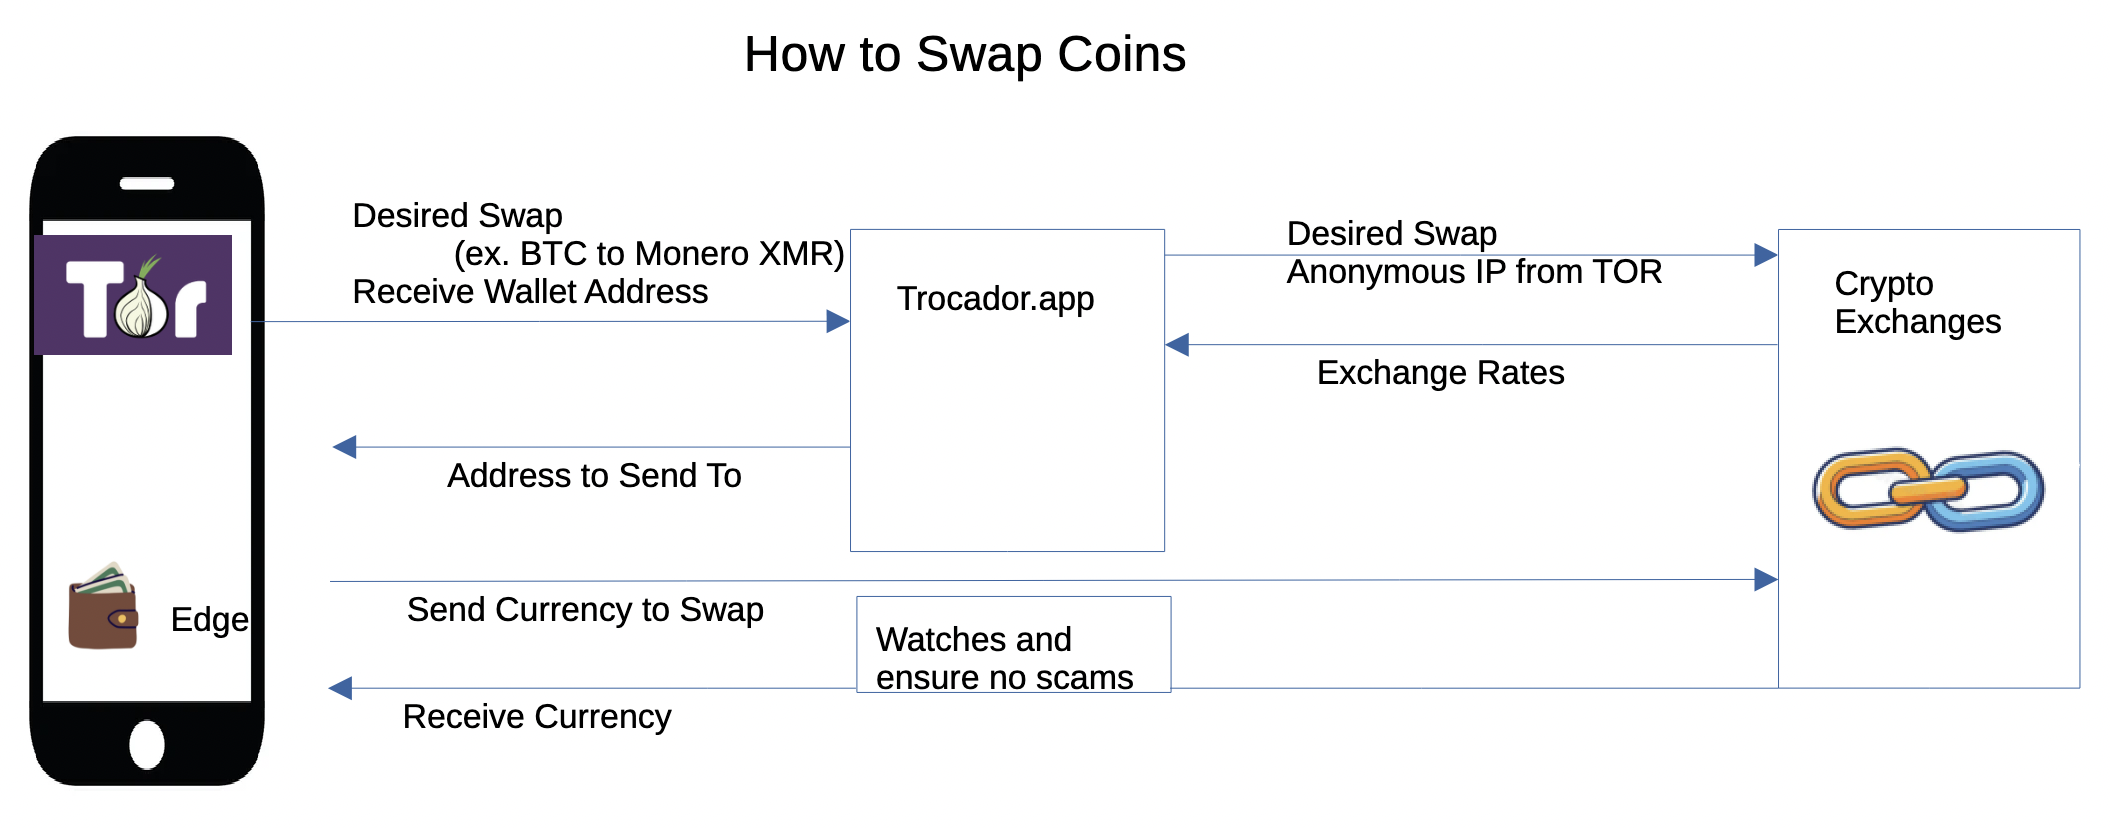 How to Swap Coins
Tor
Desired Swap
(ex. BTC to Monero XMR)
Receive Wallet Address
Trocador.app
Desired Swap
Anonymous IP from TOR
Crypto
Exchanges
Exchange Rates
Address to Send To
Edge
Send Currency to Swap
Watches and
ensure no scams
Receive Currency